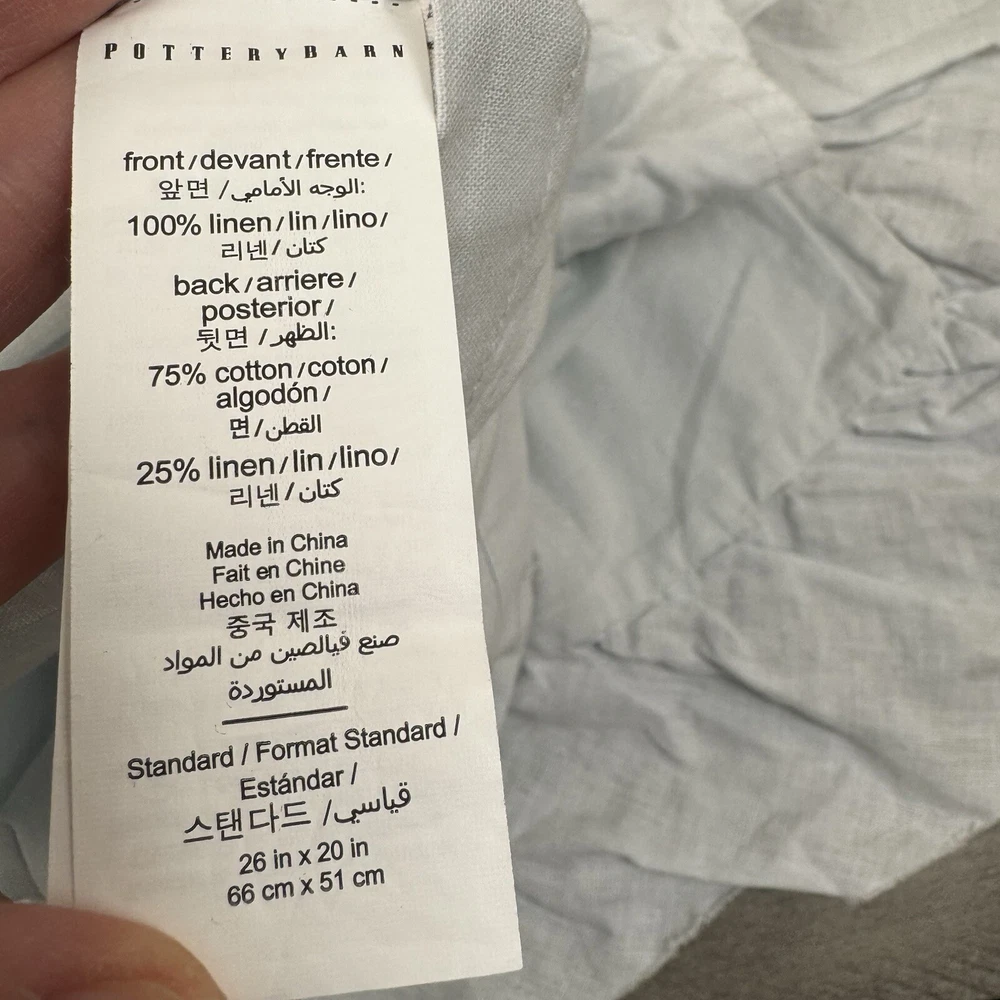 POTTERYBARN
front/devant/frente/
앞면 /الوجه الأمامي:
100% linen/lin/lino/
리넨/كتان
back/arriere/
posterior/
뒷면 /الظهر:
75% cotton/coton/
algodón/
면/القطن
25% linen/lin/lino/
리넨/كتان
Made in China
Fait en Chine
Hecho en China
중국 제조
صنع فيالصين من المواد
المستوردة
Standard / Format Standard /
Estándar /
스탠다드 /قياسي
26 in x 20 in
66 cm x 51 cm